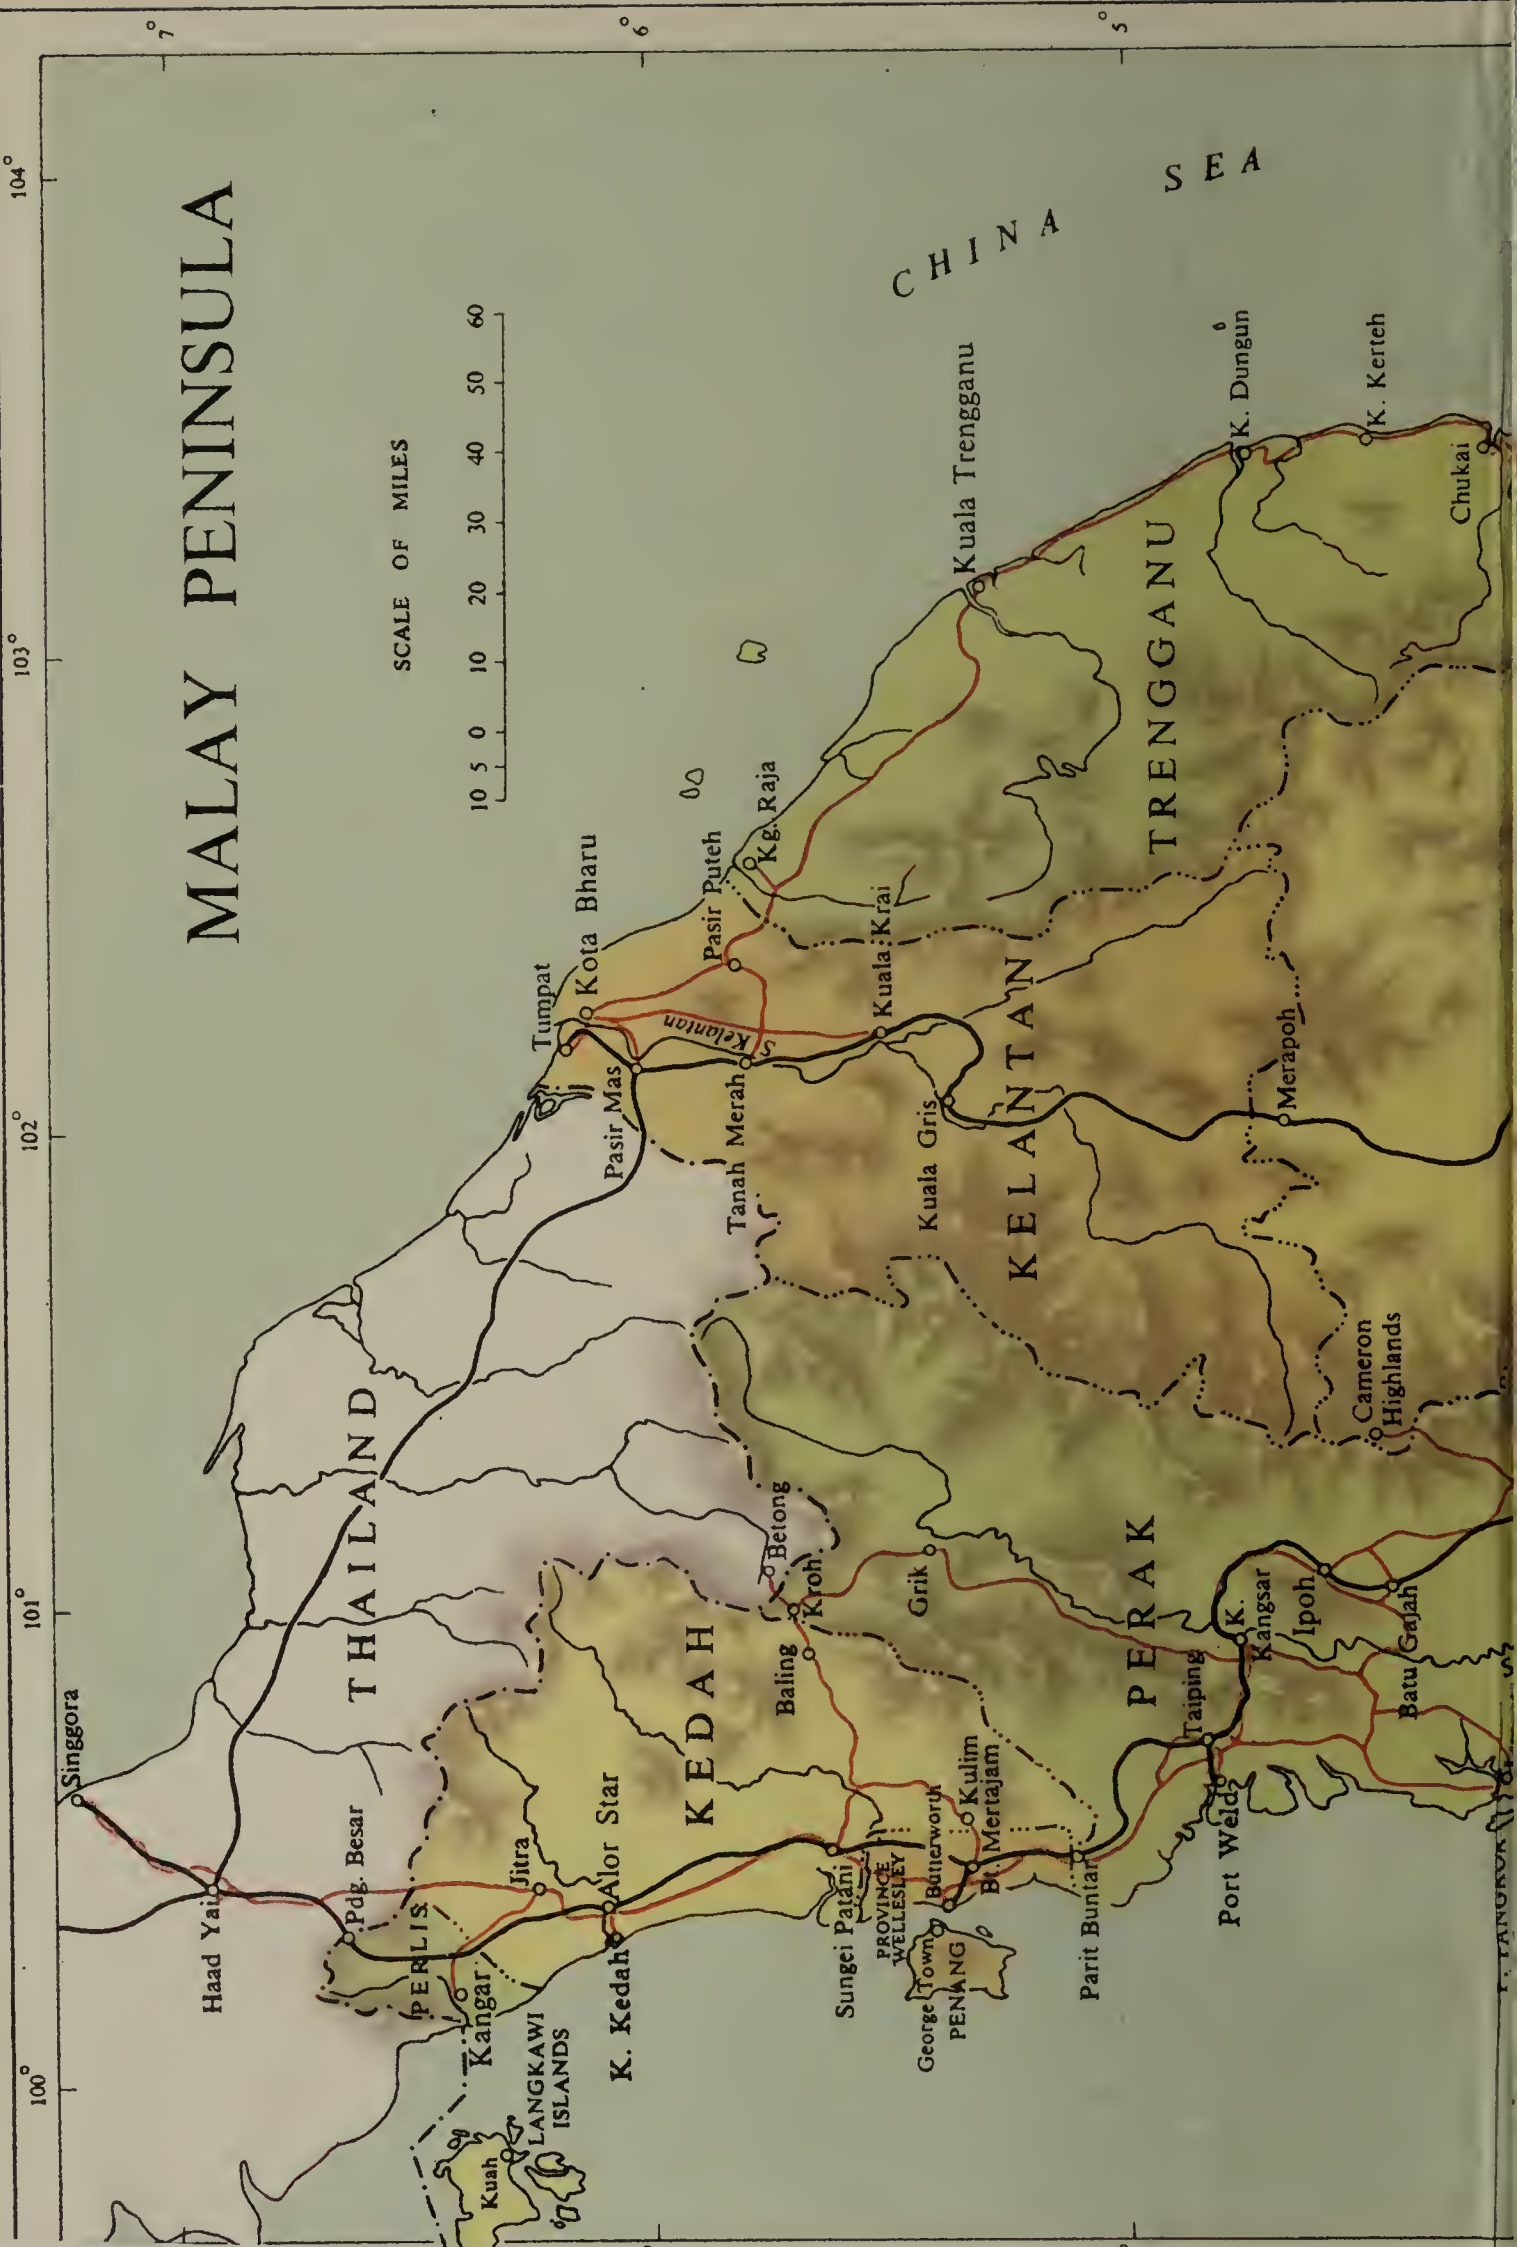 MALAY PENINSULA
SCALE OF MILES
10 5 0 10 20 30 40 50 60
100°
101°
102°
103°
104°
7°
6°
5°
CHINA SEA
THAILAND
Singgora
Haad Yai
Pdg. Besar
PERLIS
Kangar
LANGKAWI
ISLANDS
Kuah
Jitra
Alor Star
K. Kedah
KEDAH
Sungei Patani
PROVINCE
WELLESLEY
Butterworth
George Town
PENANG
Kulim
Bt. Mertajam
Parit Buntar
Baling
Kroh
Betong
Grik
PERAK
Taiping
Port Weld
K.
Kangsar
Ipoh
Batu Gajah
Cameron
Highlands
P. PANGKOR
Tumpat
Kota Bharu
Pasir Mas
Pasir Puteh
Kg. Raja
Tanah Merah
S. Kelantan
Kuala Krai
Kuala Gris
KELANTAN
Merapoh
TRENGGANU
Kuala Trengganu
K. Dungun
K. Kerteh
Chukai